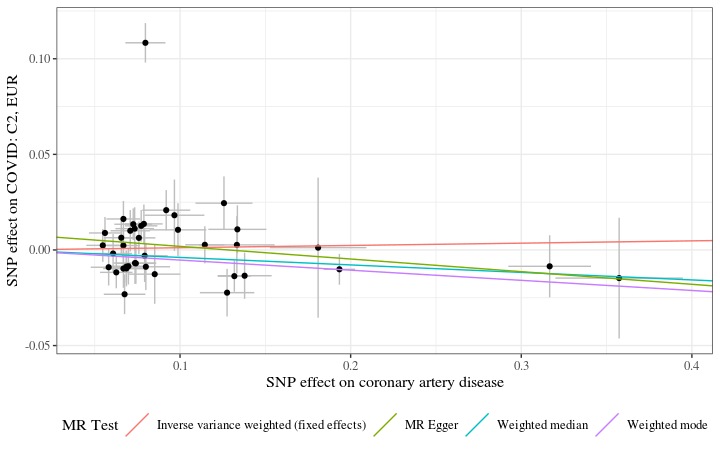 SNP effect on COVID: C2, EUR
0.10
0.05
0.00
-0.05
0.1 0.2 0.3 0.4
SNP effect on coronary artery disease
MR Test Inverse variance weighted (fixed effects) MR Egger Weighted median Weighted mode